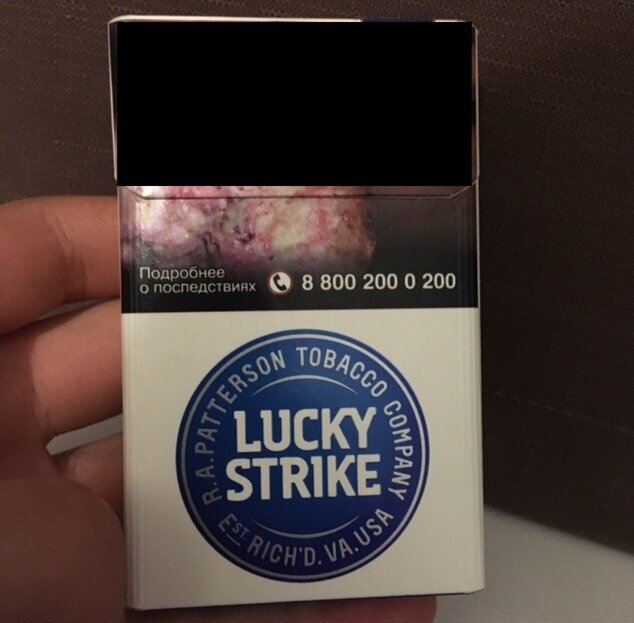 Подробнее
о последствиях
8 800 200 0 200
R.A. PATTERSON TOBACCO COMPANY
LUCKY
STRIKE
EST. RICH'D. VA. USA